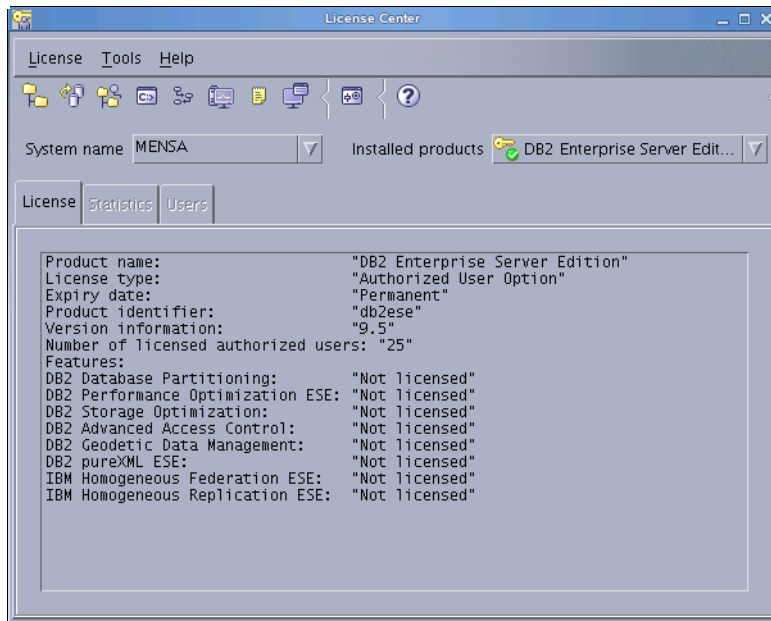 License Center
License Tools Help
System name MENSA Installed products DB2 Enterprise Server Edit...
License Statistics Users
Product name: "DB2 Enterprise Server Edition"
License type: "Authorized User Option"
Expiry date: "Permanent"
Product identifier: "db2ese"
Version information: "9.5"
Number of licensed authorized users: "25"
Features:
DB2 Database Partitioning: "Not licensed"
DB2 Performance Optimization ESE: "Not licensed"
DB2 Storage Optimization: "Not licensed"
DB2 Advanced Access Control: "Not licensed"
DB2 Geodetic Data Management: "Not licensed"
DB2 pureXML ESE: "Not licensed"
IBM Homogeneous Federation ESE: "Not licensed"
IBM Homogeneous Replication ESE: "Not licensed"